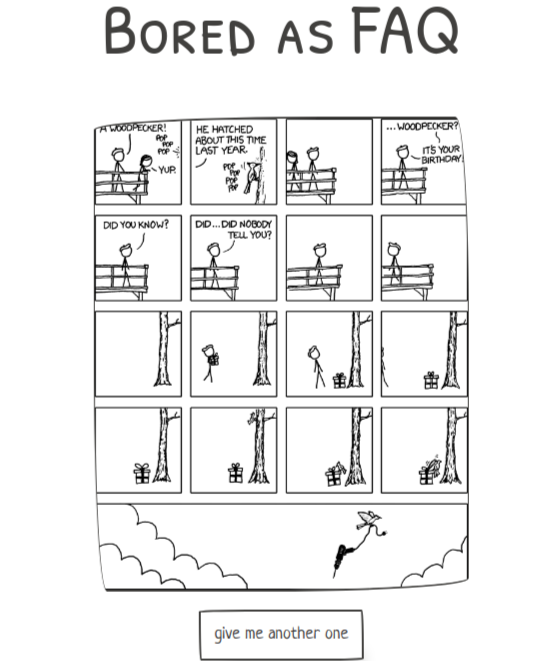 BORED AS FAQ
A WOODPECKER!
POP
POP
POP
YUP.
HE HATCHED
ABOUT THIS TIME
LAST YEAR.
POP
POP
POP
POP
...WOODPECKER?
IT'S YOUR
BIRTHDAY
DID YOU KNOW?
DID...DID NOBODY
TELL YOU?
give me another one